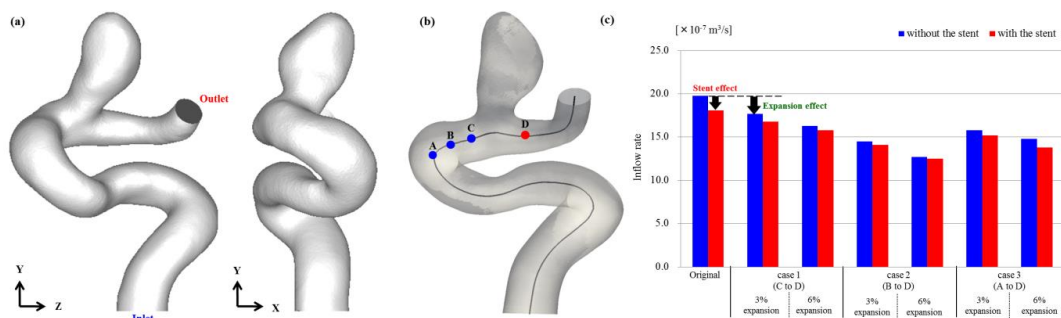 (a)
Outlet
Y
Z
Y
X
Inlet
(b)
A
B
C
D
(c)
[ × 10⁻⁷ m³/s]
without the stent
with the stent
Inflow rate
25.0
20.0
15.0
10.0
5.0
0.0
Stent effect
Expansion effect
Original
case 1
(C to D)
3%
expansion
6%
expansion
case 2
(B to D)
3%
expansion
6%
expansion
case 3
(A to D)
3%
expansion
6%
expansion